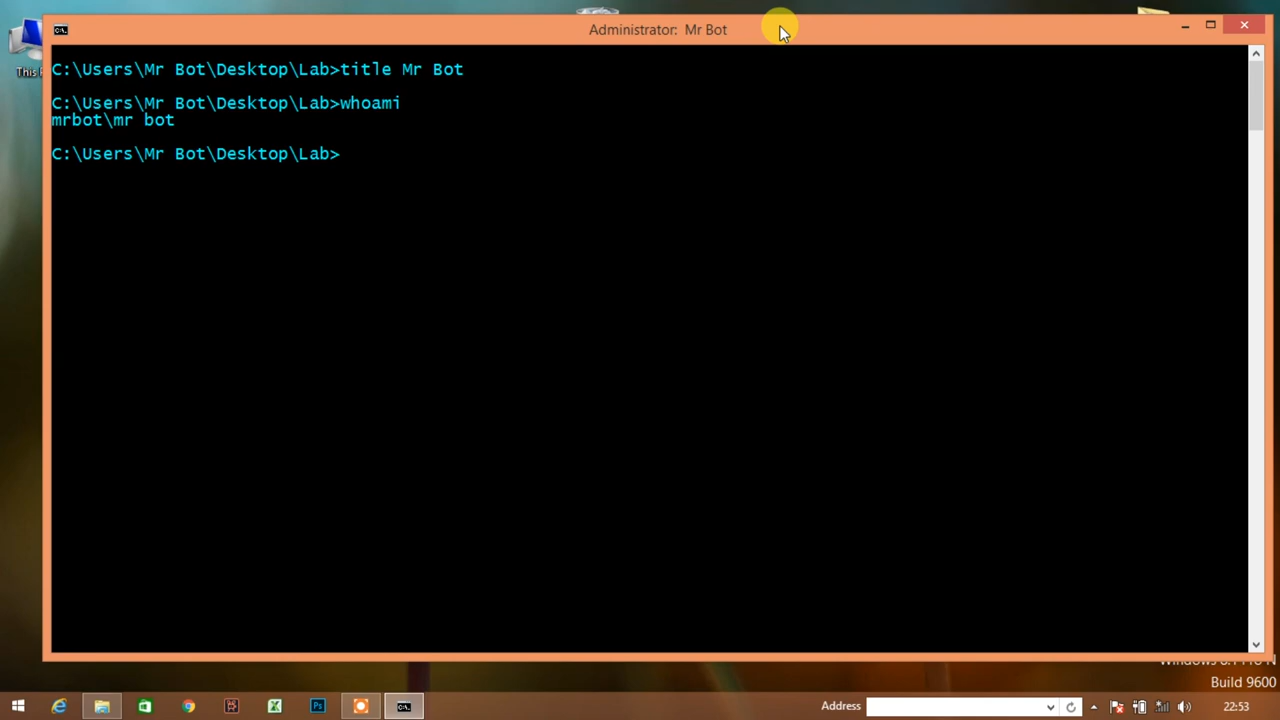 This
Administrator: Mr Bot
C:\Users\Mr Bot\Desktop\Lab>title Mr Bot
C:\Users\Mr Bot\Desktop\Lab>whoami
mrbot\mr bot
C:\Users\Mr Bot\Desktop\Lab>
Build 9600
Address
22:53